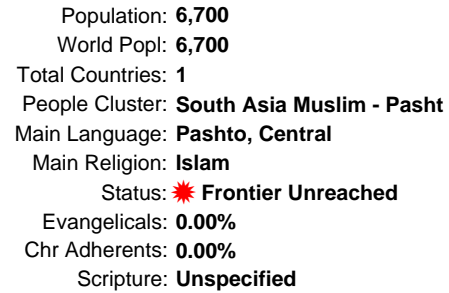 Population: 6,700
World Popl: 6,700
Total Countries: 1
People Cluster: South Asia Muslim - Pasht
Main Language: Pashto, Central
Main Religion: Islam
Status: Frontier Unreached
Evangelicals: 0.00%
Chr Adherents: 0.00%
Scripture: Unspecified